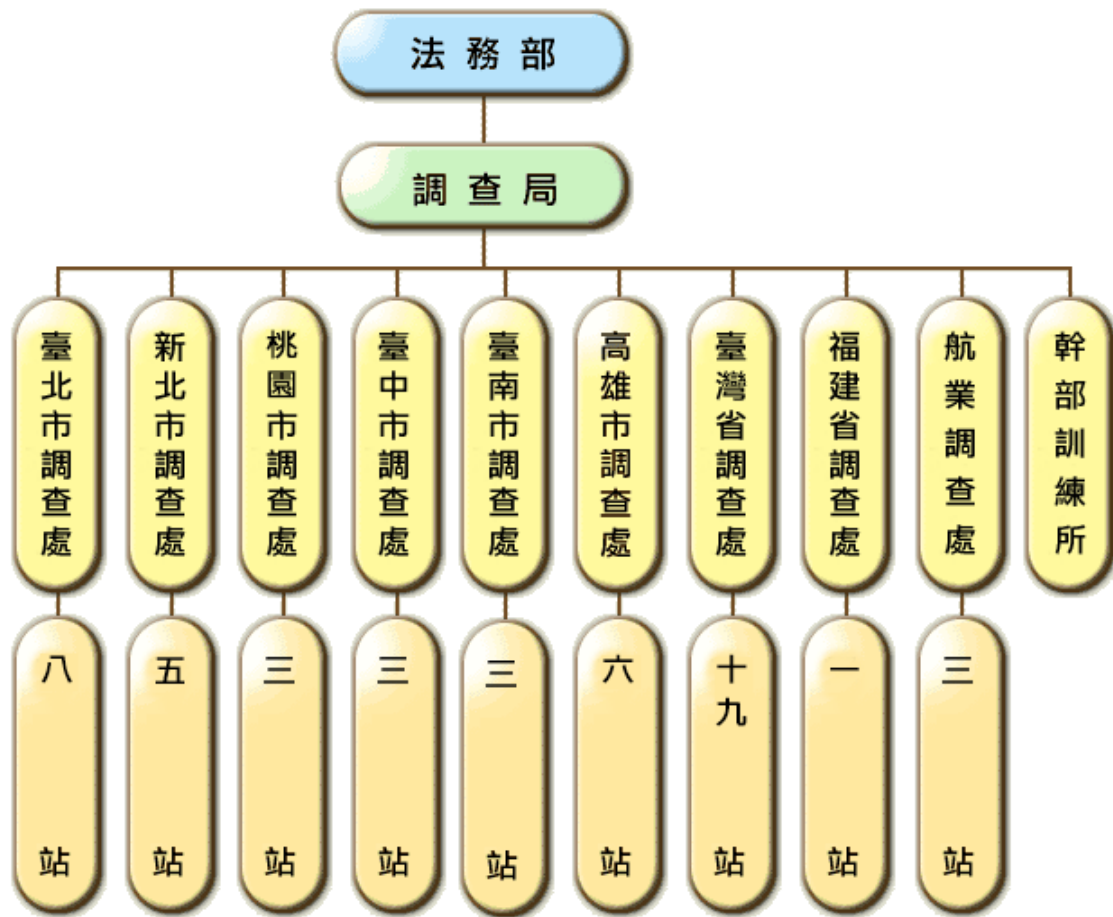 法務部
調查局
臺北市調查處
新北市調查處
桃園市調查處
臺中市調查處
臺南市調查處
高雄市調查處
臺灣省調查處
福建省調查處
航業調查處
幹部訓練所
八站
五站
三站
三站
三站
六站
十九站
一站
三站